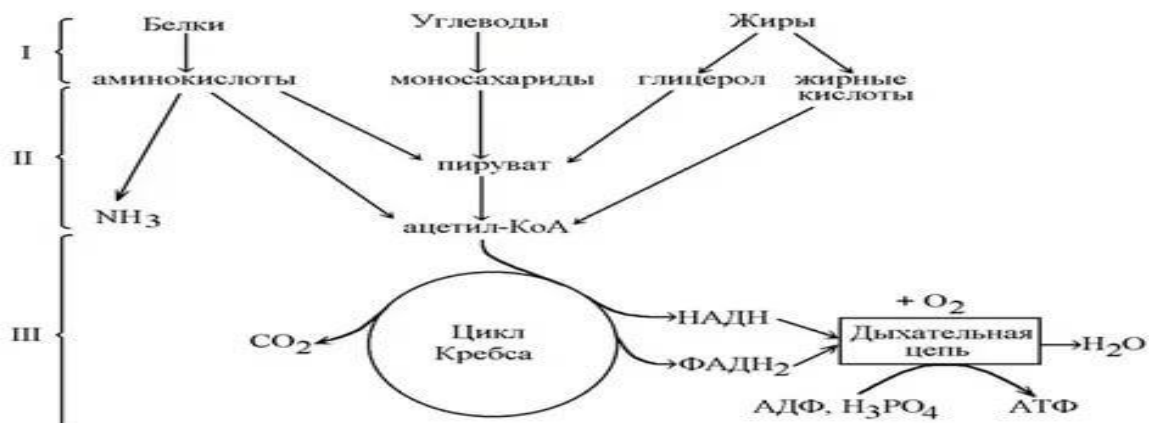 Белки Углеводы Жиры
I
аминокислоты моносахариды глицерол жирные
кислоты
II
пируват
NH3
ацетил-КоА
III
+ O2
CO2 Цикл
Кребса
НАДН
Дыхательная
цепь
H2O
ФАДН2
АДФ, H3PO4 АТФ